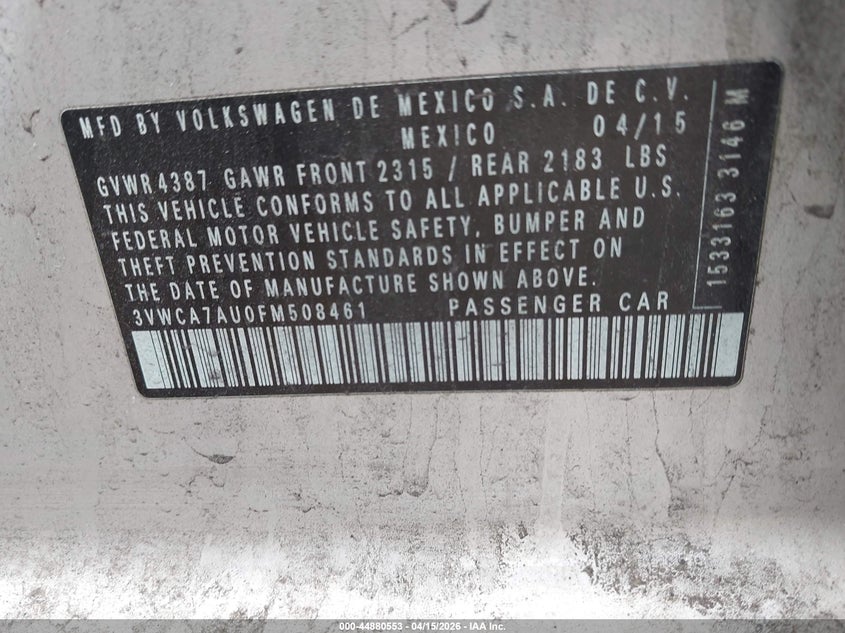 MFD BY VOLKSWAGEN DE MEXICO S.A. DE C.V.
MEXICO 04/15
GVWR 4387 GAWR FRONT 2315 / REAR 2183 LBS
THIS VEHICLE CONFORMS TO ALL APPLICABLE U.S.
FEDERAL MOTOR VEHICLE SAFETY, BUMPER AND
THEFT PREVENTION STANDARDS IN EFFECT ON
THE DATE OF MANUFACTURE SHOWN ABOVE.
3VWCA7AU0FM508461 PASSENGER CAR
1533163 3146 M
000-44880553 - 04/15/2026 - IAA Inc.